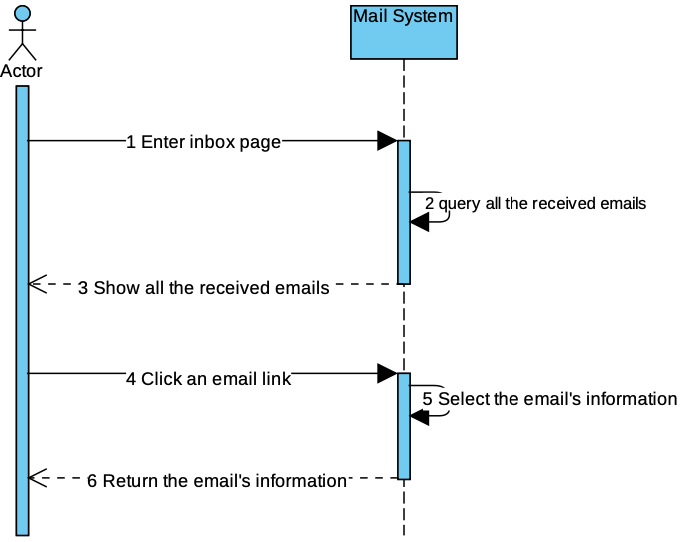 Mail System
Actor
1 Enter inbox page
2 query all the received emails
3 Show all the received emails
4 Click an email link
5 Select the email's information
6 Return the email's information